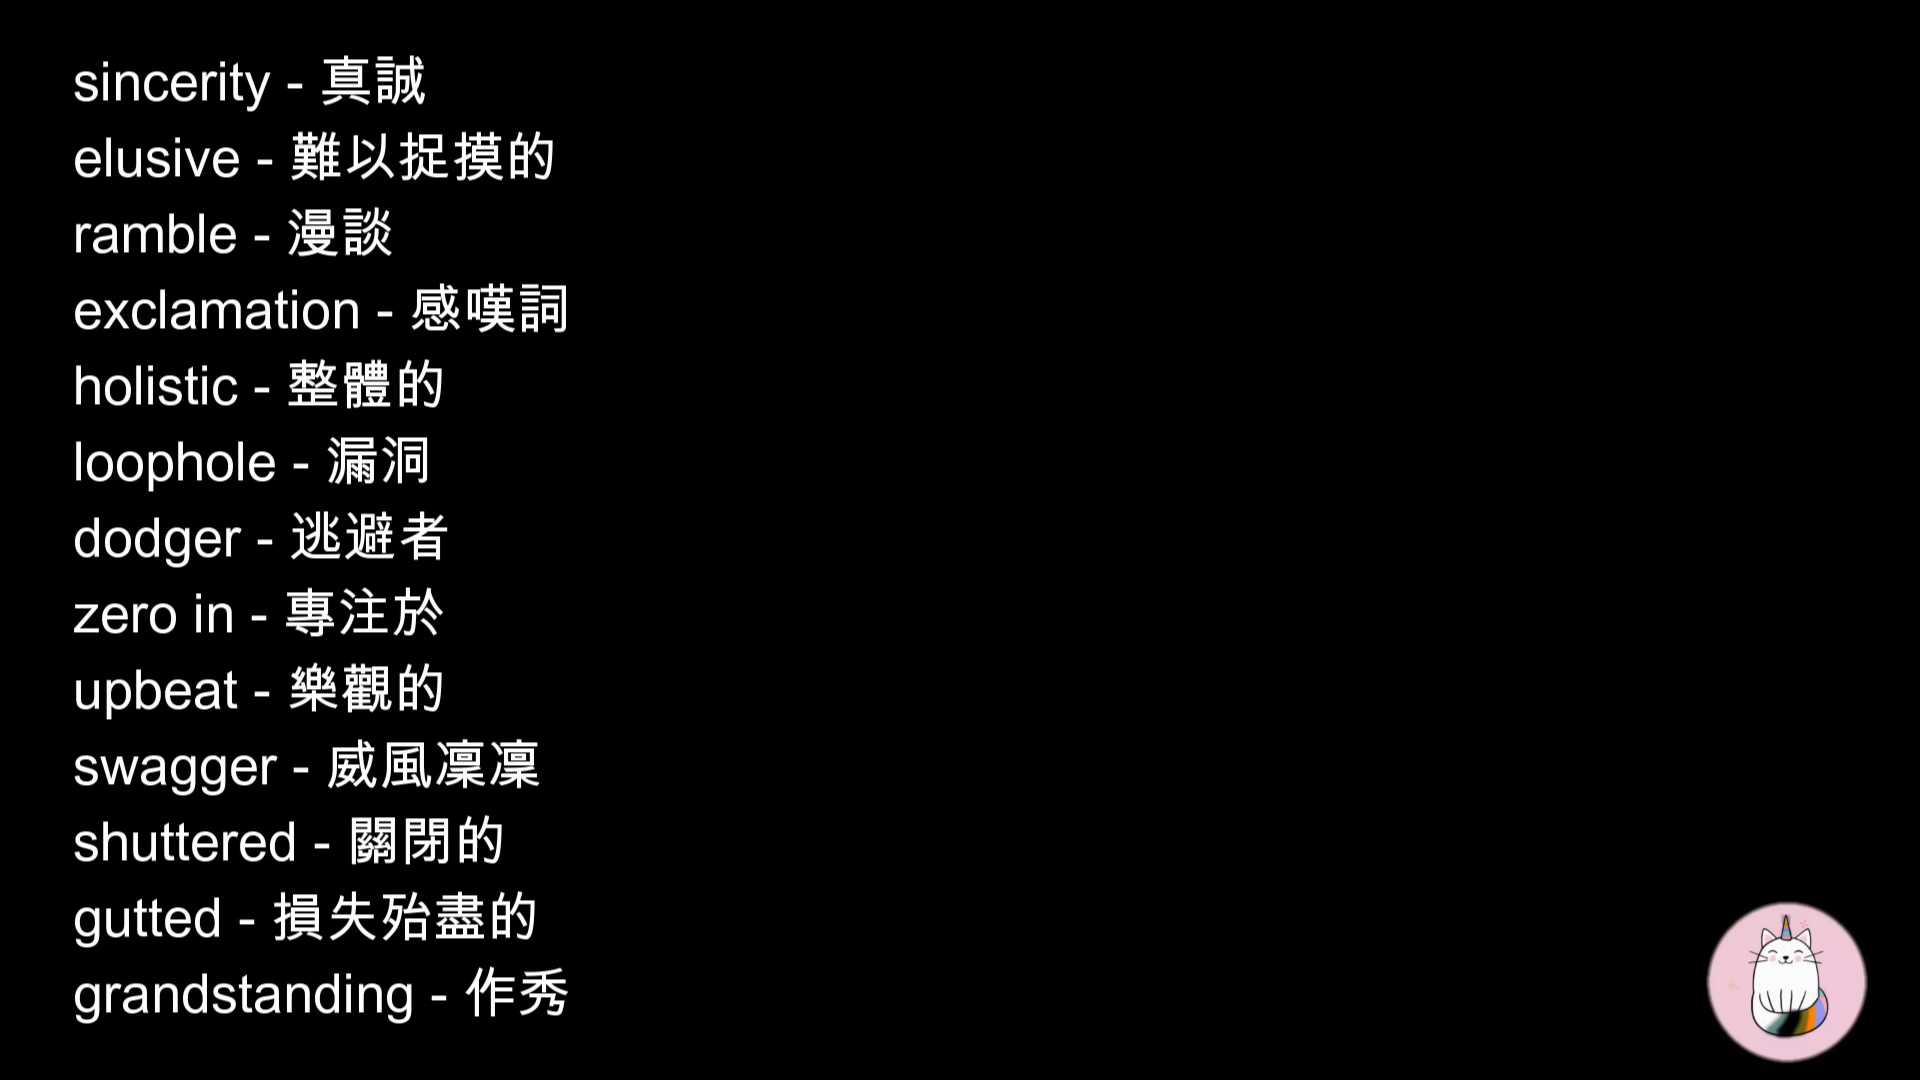 sincerity - 真誠
elusive - 難以捉摸的
ramble - 漫談
exclamation - 感嘆詞
holistic - 整體的
loophole - 漏洞
dodger - 逃避者
zero in - 專注於
upbeat - 樂觀的
swagger - 威風凜凜
shuttered - 關閉的
gutted - 損失殆盡的
grandstanding - 作秀